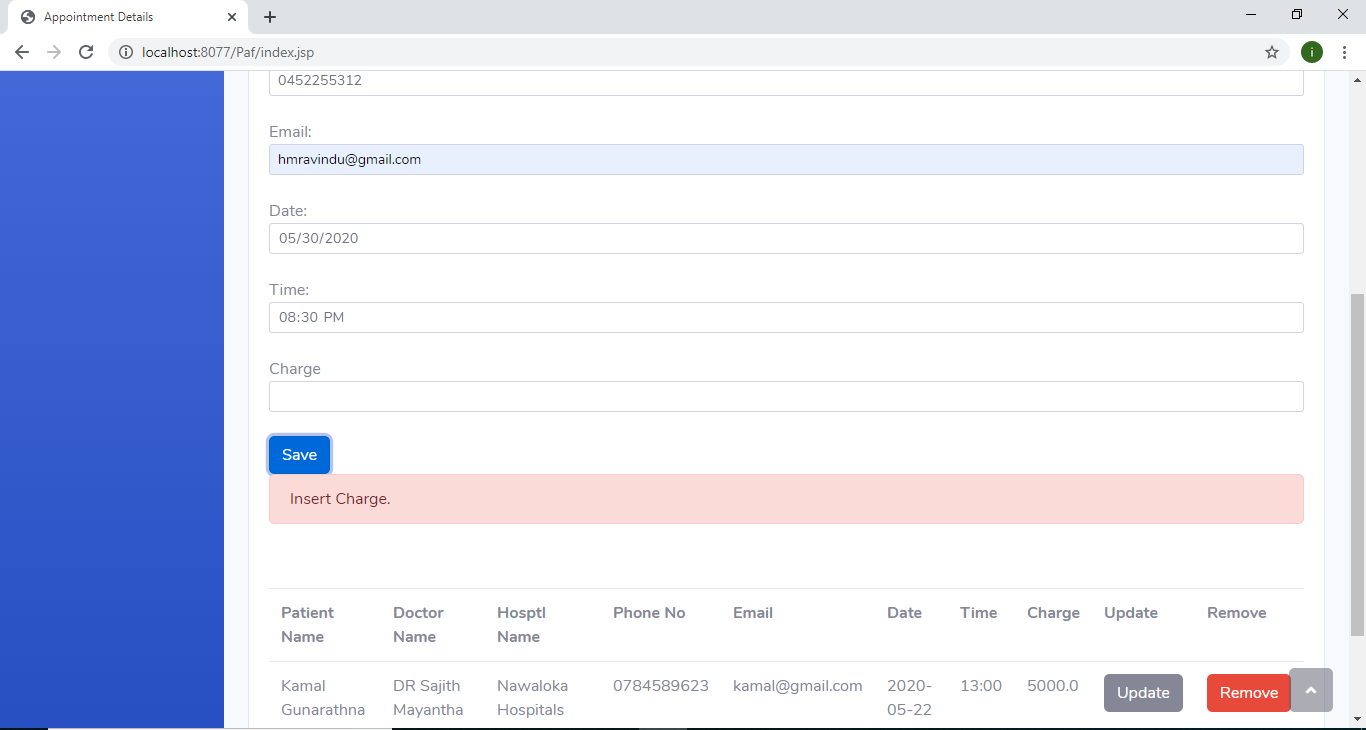 Appointment Details
localhost:8077/Paf/index.jsp
i
0452255312
Email:
hmravindu@gmail.com
Date:
05/30/2020
Time:
08:30 PM
Charge
Save
Insert Charge.
Patient Name Doctor Name Hosptl Name Phone No Email Date Time Charge Update Remove
Kamal Gunarathna DR Sajith Mayantha Nawaloka Hospitals 0784589623 kamal@gmail.com 2020-05-22 13:00 5000.0 Update Remove